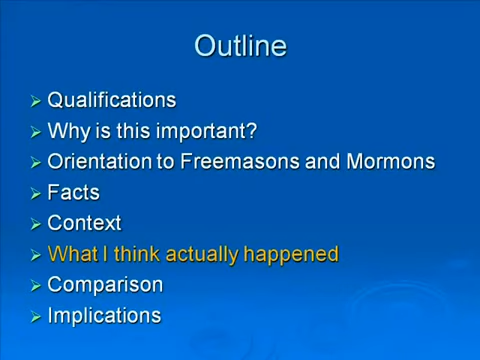 Outline
Qualifications
Why is this important?
Orientation to Freemasons and Mormons
Facts
Context
What I think actually happened
Comparison
Implications